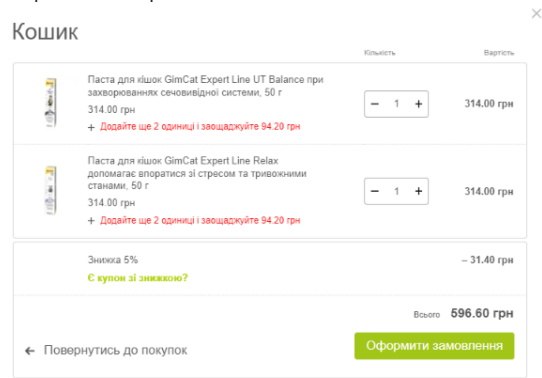 Кошик
Кількість
Вартість
Паста для кішок GimCat Expert Line UT Balance при
захворюваннях сечовивідної системи, 50 г
314.00 грн
+ Додайте ще 2 одиниці і заощаджуйте 94.20 грн
− 1 +
314.00 грн
Паста для кішок GimCat Expert Line Relax
допомагає впоратися зі стресом та тривожними
станами, 50 г
314.00 грн
+ Додайте ще 2 одиниці і заощаджуйте 94.20 грн
− 1 +
314.00 грн
Знижка 5%
– 31.40 грн
Є купон зі знижкою?
Всього 596.60 грн
← Повернутись до покупок
Оформити замовлення